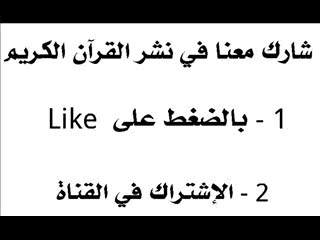 شارك معنا في نشر القرآن الكريم
1 - بالضغط على Like
2 - الإشتراك في القناة